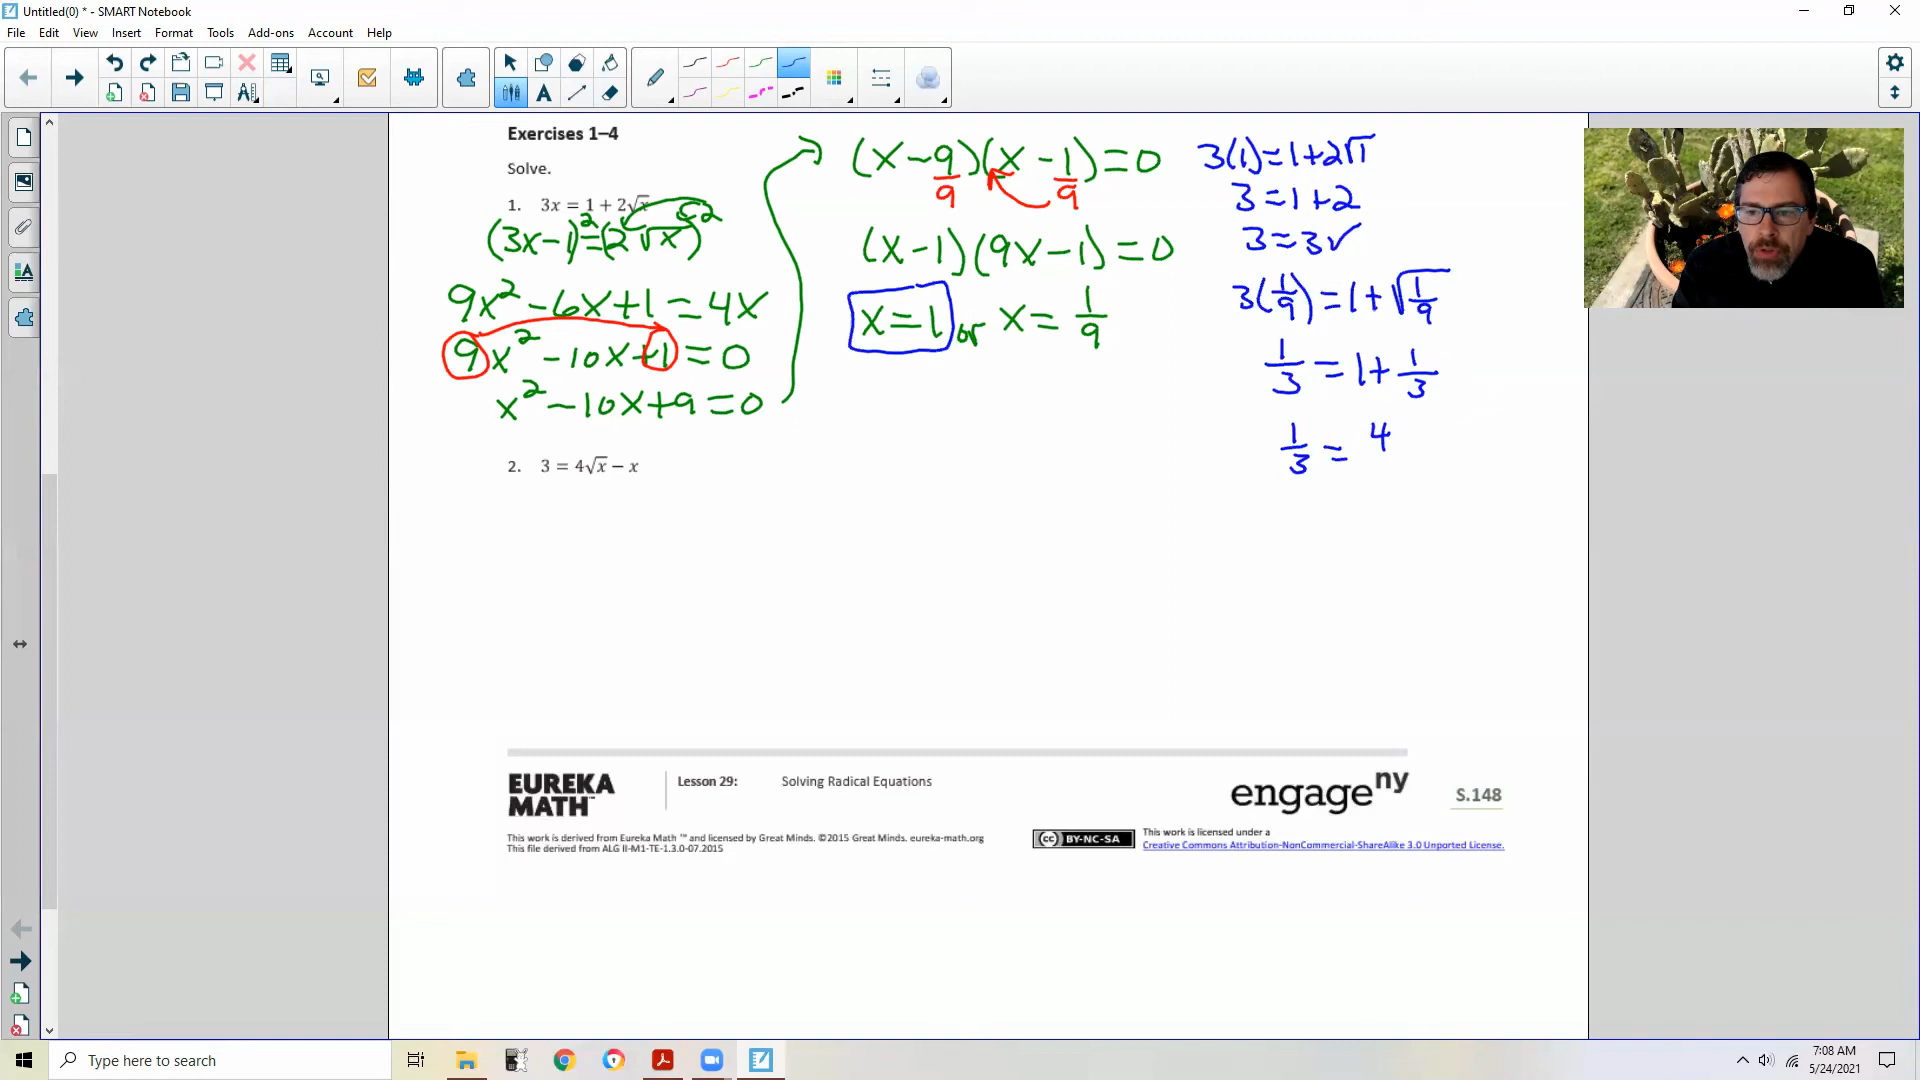 Untitled(0) * - SMART Notebook
File Edit View Insert Format Tools Add-ons Account Help
Exercises 1–4
Solve.
1. 3x = 1 + 2√x
(3x-1)²=(2√x)²
9x²-6x+1=4x
9x²-10x+1=0
x²-10x+9=0
(x-9)(x-1)=0
9 9
(x-1)(9x-1)=0
x=1 or x=1/9
3(1)=1+2√1
3=1+2
3=3✓
3(1/9)=1+√1/9
1/3=1+1/3
1/3=4
2. 3 = 4√x − x
EUREKA
MATH™
Lesson 29: Solving Radical Equations
engage ny
S.148
This work is derived from Eureka Math ™ and licensed by Great Minds. ©2015 Great Minds. eureka-math.org
This file derived from ALG II-M1-TE-1.3.0-07.2015
cc BY-NC-SA
This work is licensed under a
Creative Commons Attribution-NonCommercial-ShareAlike 3.0 Unported License.
Type here to search
7:08 AM
5/24/2021